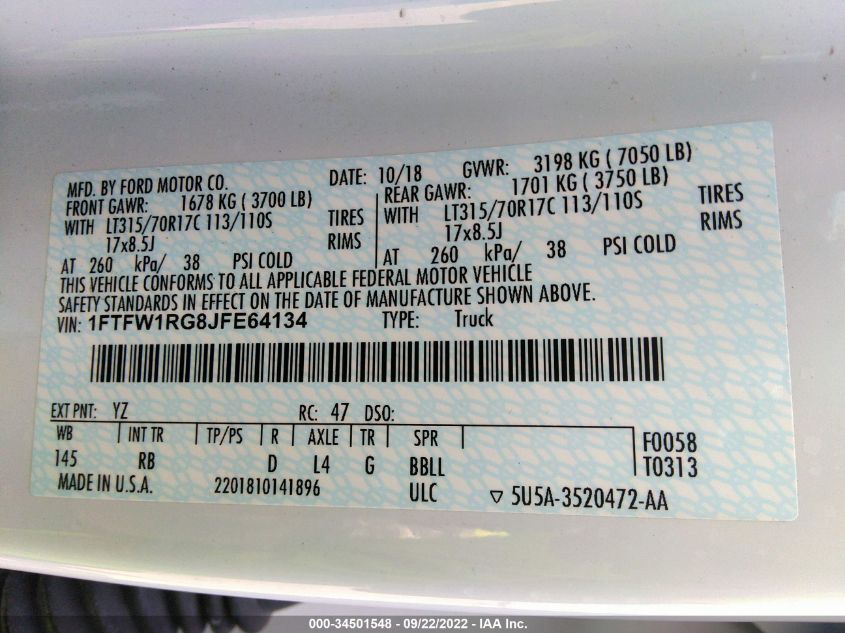 MFD. BY FORD MOTOR CO. DATE: 10/18 GVWR: 3198 KG ( 7050 LB)
FRONT GAWR: 1678 KG ( 3700 LB) REAR GAWR: 1701 KG ( 3750 LB)
WITH LT315/70R17C 113/110S TIRES WITH LT315/70R17C 113/110S TIRES
17x8.5J RIMS 17x8.5J RIMS
AT 260 kPa/ 38 PSI COLD AT 260 kPa/ 38 PSI COLD
THIS VEHICLE CONFORMS TO ALL APPLICABLE FEDERAL MOTOR VEHICLE
SAFETY STANDARDS IN EFFECT ON THE DATE OF MANUFACTURE SHOWN ABOVE.
VIN: 1FTFW1RG8JFE64134 TYPE: Truck
EXT PNT: YZ RC: 47 DSO:
WB INT TR TP/PS R AXLE TR SPR F0058
145 RB D L4 G BBLL T0313
MADE IN U.S.A. 2201810141896 ULC ▽ 5U5A-3520472-AA
000-34501548 - 09/22/2022 - IAA Inc.